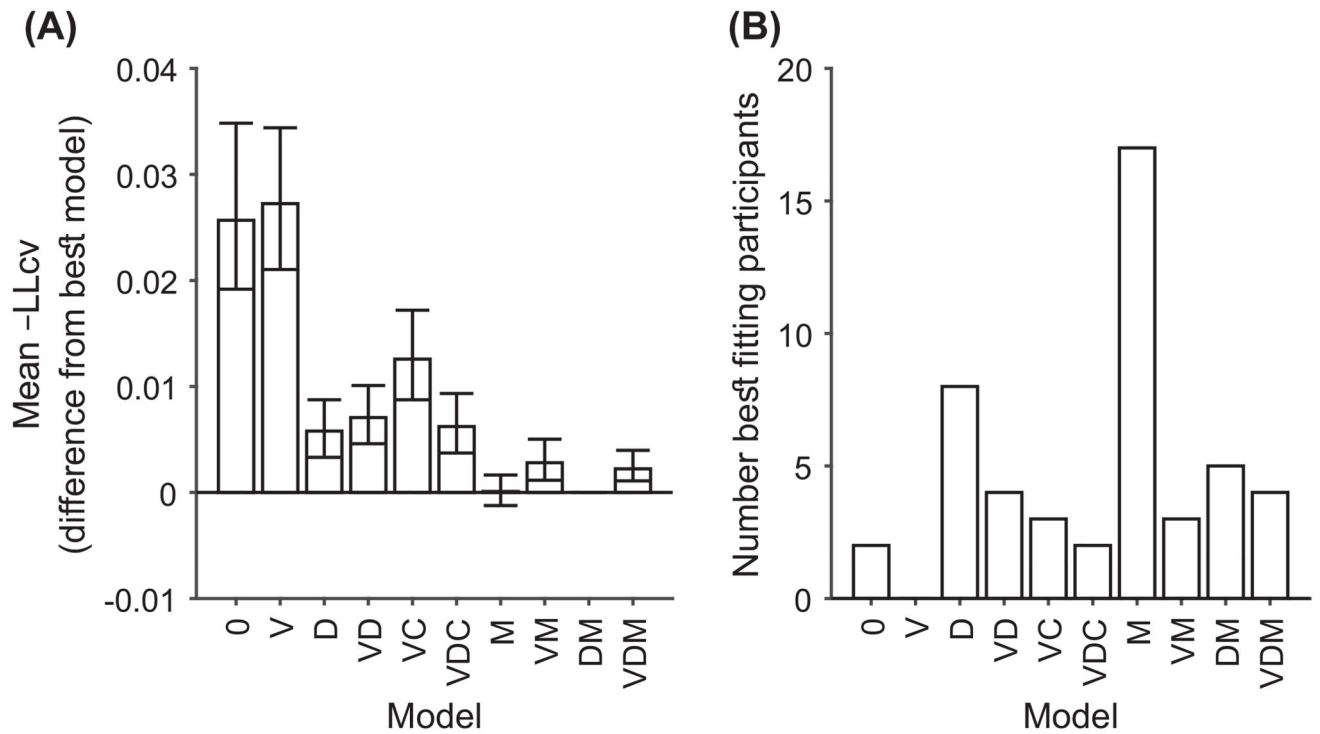 (A)
Mean −LLcv
(difference from best model)
0.04
0.03
0.02
0.01
0
-0.01
0
V
D
VD
VC
VDC
M
VM
DM
VDM
Model
(B)
Number best fitting participants
20
15
10
5
0
0
V
D
VD
VC
VDC
M
VM
DM
VDM
Model